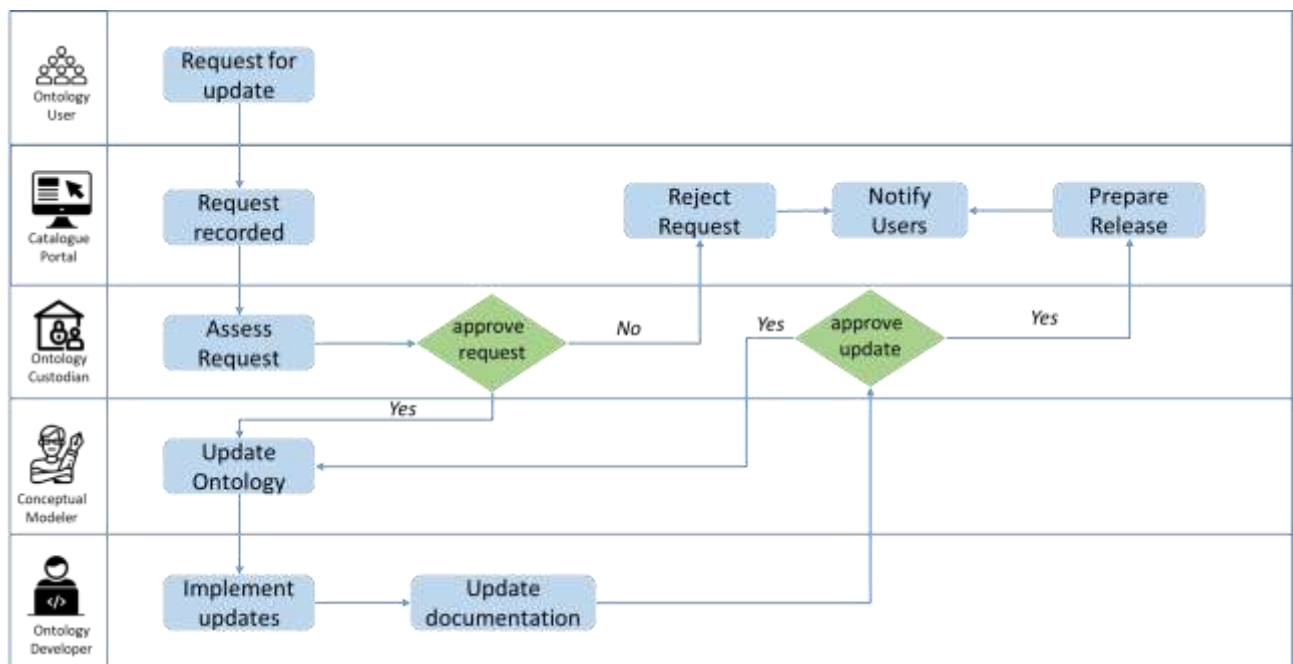 Ontology
User
Request for
update
Catalogue
Portal
Request
recorded
Reject
Request
Notify
Users
Prepare
Release
Ontology
Custodian
Assess
Request
approve
request
No
Yes
approve
update
Yes
Yes
Conceptual
Modeler
Update
Ontology
Ontology
Developer
</>
Implement
updates
Update
documentation